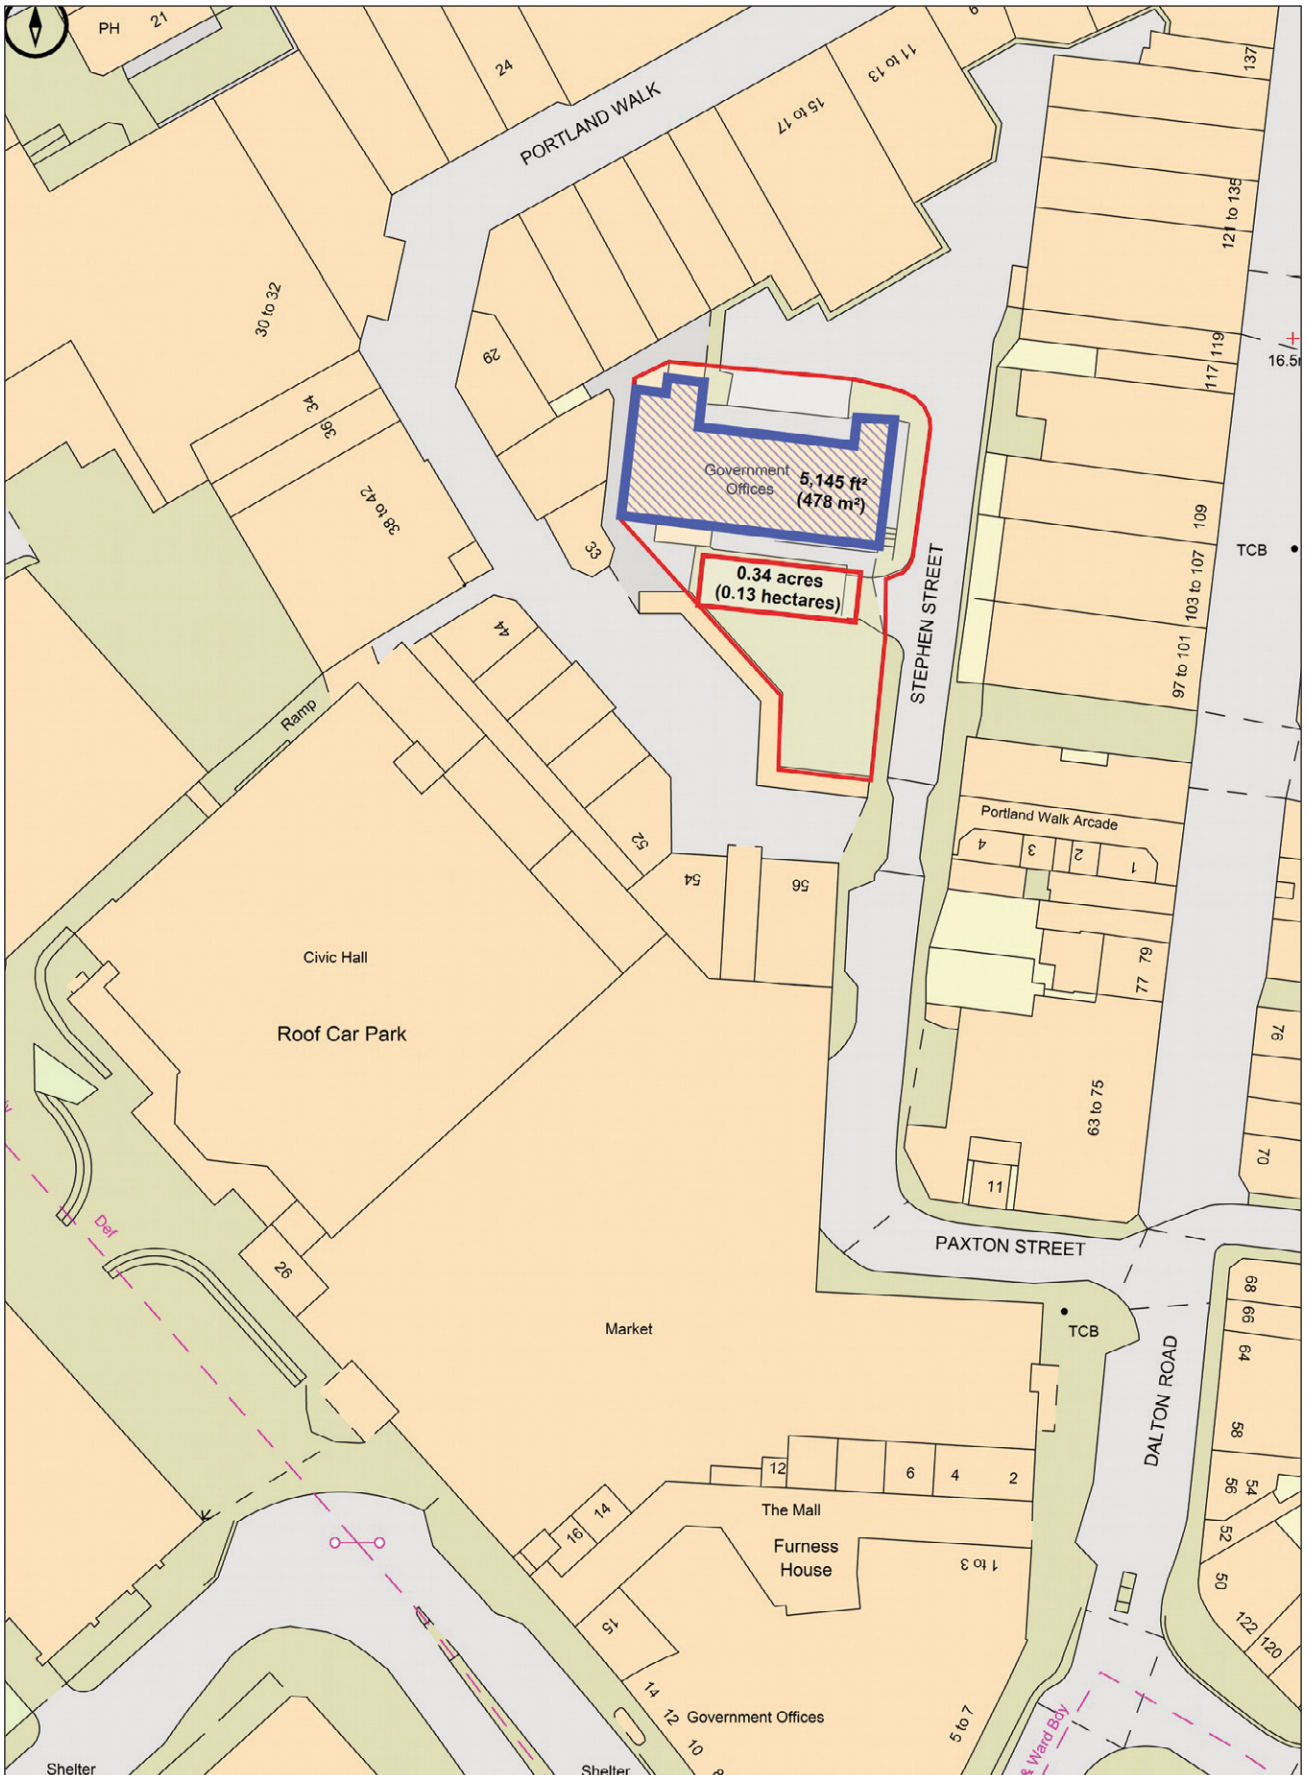 PH
21
24
PORTLAND WALK
15 to 17
11 to 13
9
137
121 to 135
30 to 32
29
119
117
16.5
34
36
38 to 42
33
Government
Offices
5,145 ft²
(478 m²)
0.34 acres
(0.13 hectares)
STEPHEN STREET
109
103 to 107
97 to 101
TCB
44
Ramp
52
54
56
Portland Walk Arcade
4
3
2
1
79
77
Civic Hall
Roof Car Park
76
63 to 75
70
11
Def
26
PAXTON STREET
68
66
64
Market
TCB
DALTON ROAD
58
54
56
52
50
122
120
12
6
4
2
The Mall
14
16
Furness
House
1 to 3
15
14
12
10
Government Offices
5 to 7
& Ward Bdy
Shelter
Shelter